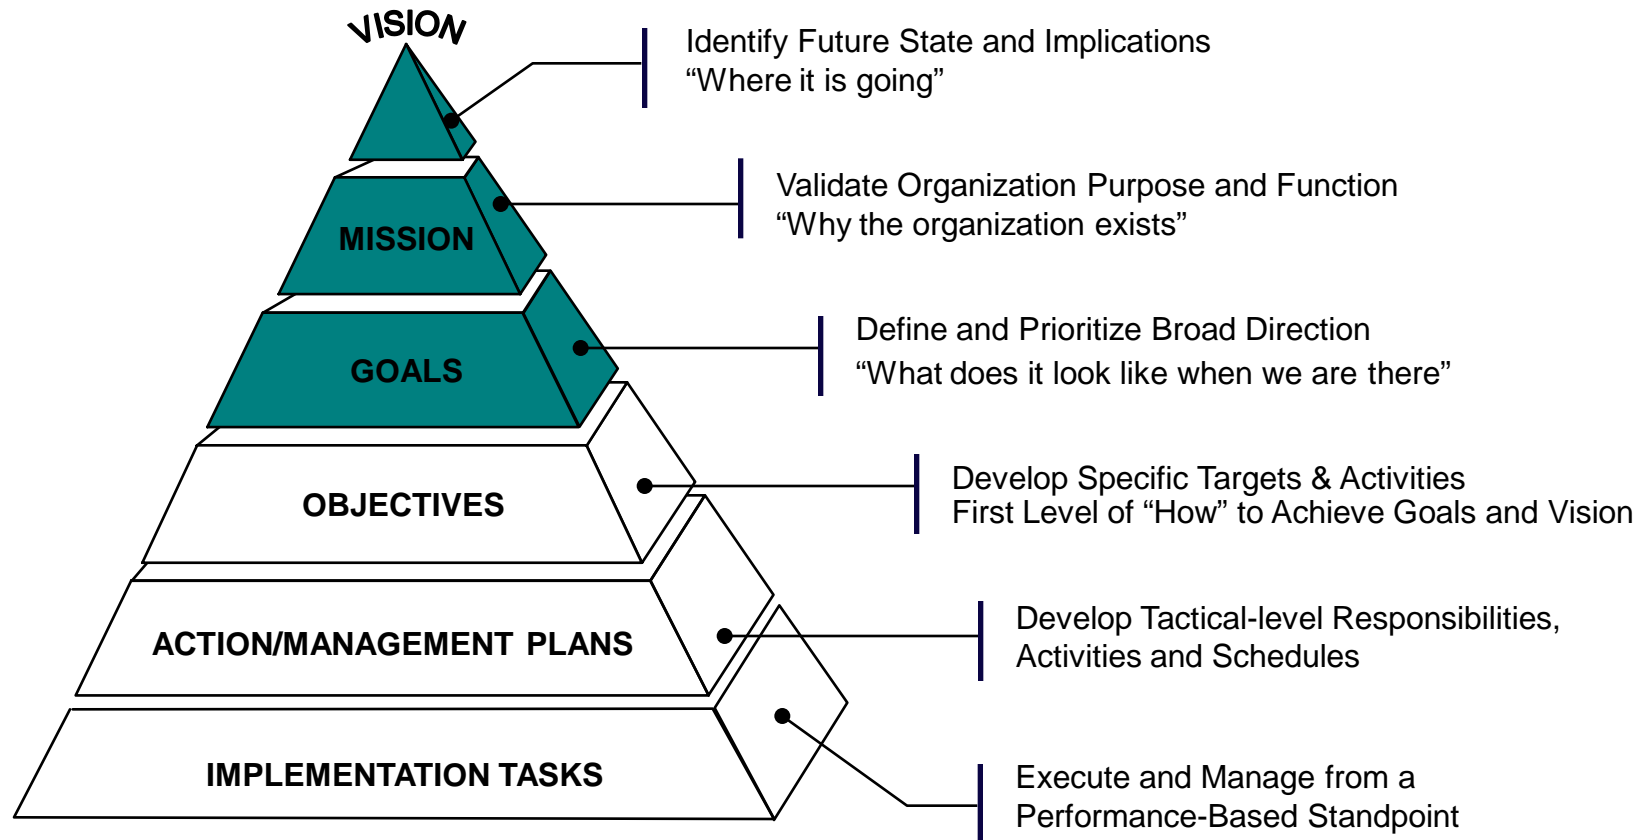 VISION
Identify Future State and Implications
“Where it is going”
MISSION
Validate Organization Purpose and Function
“Why the organization exists”
GOALS
Define and Prioritize Broad Direction
“What does it look like when we are there”
OBJECTIVES
Develop Specific Targets & Activities
First Level of “How” to Achieve Goals and Vision
ACTION/MANAGEMENT PLANS
Develop Tactical-level Responsibilities,
Activities and Schedules
IMPLEMENTATION TASKS
Execute and Manage from a
Performance-Based Standpoint